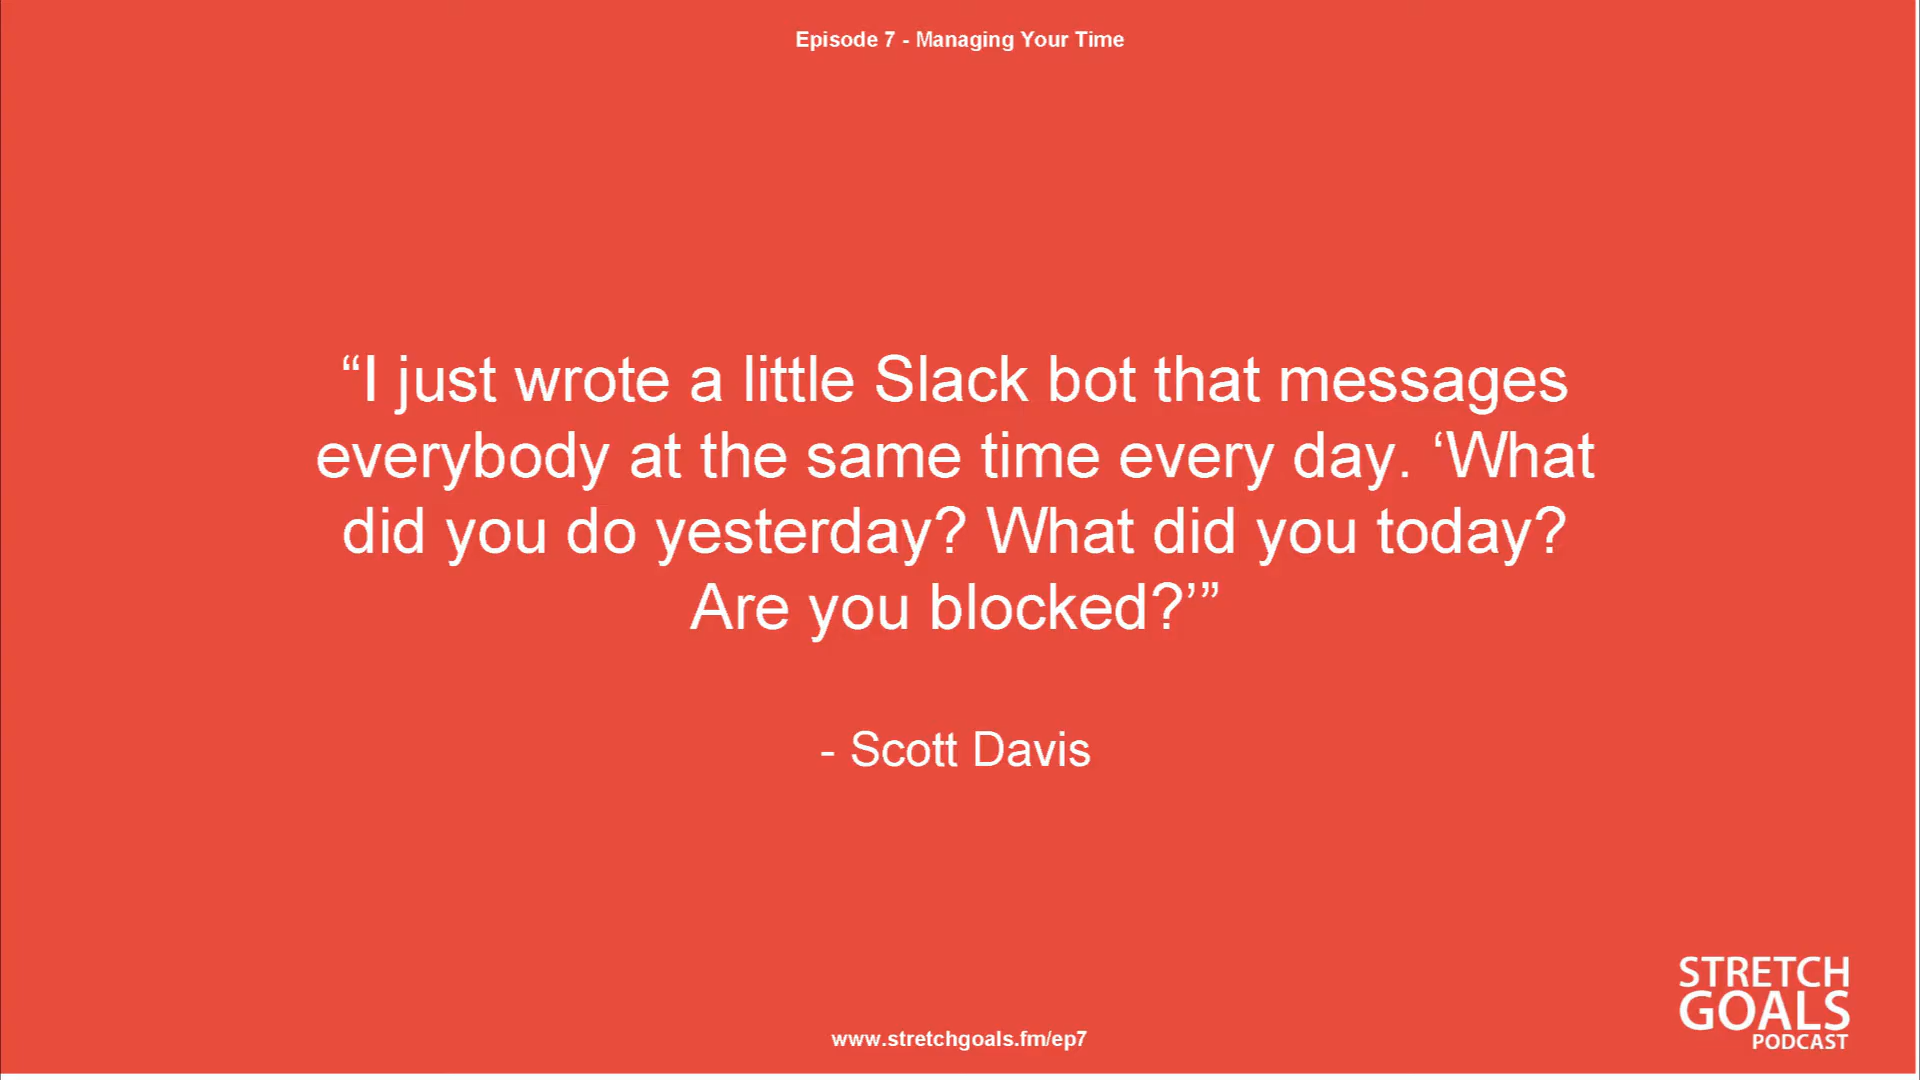 Episode 7 - Managing Your Time
“I just wrote a little Slack bot that messages
everybody at the same time every day. ‘What
did you do yesterday? What did you today?
Are you blocked?’”
- Scott Davis
STRETCH
GOALS
PODCAST
www.stretchgoals.fm/ep7